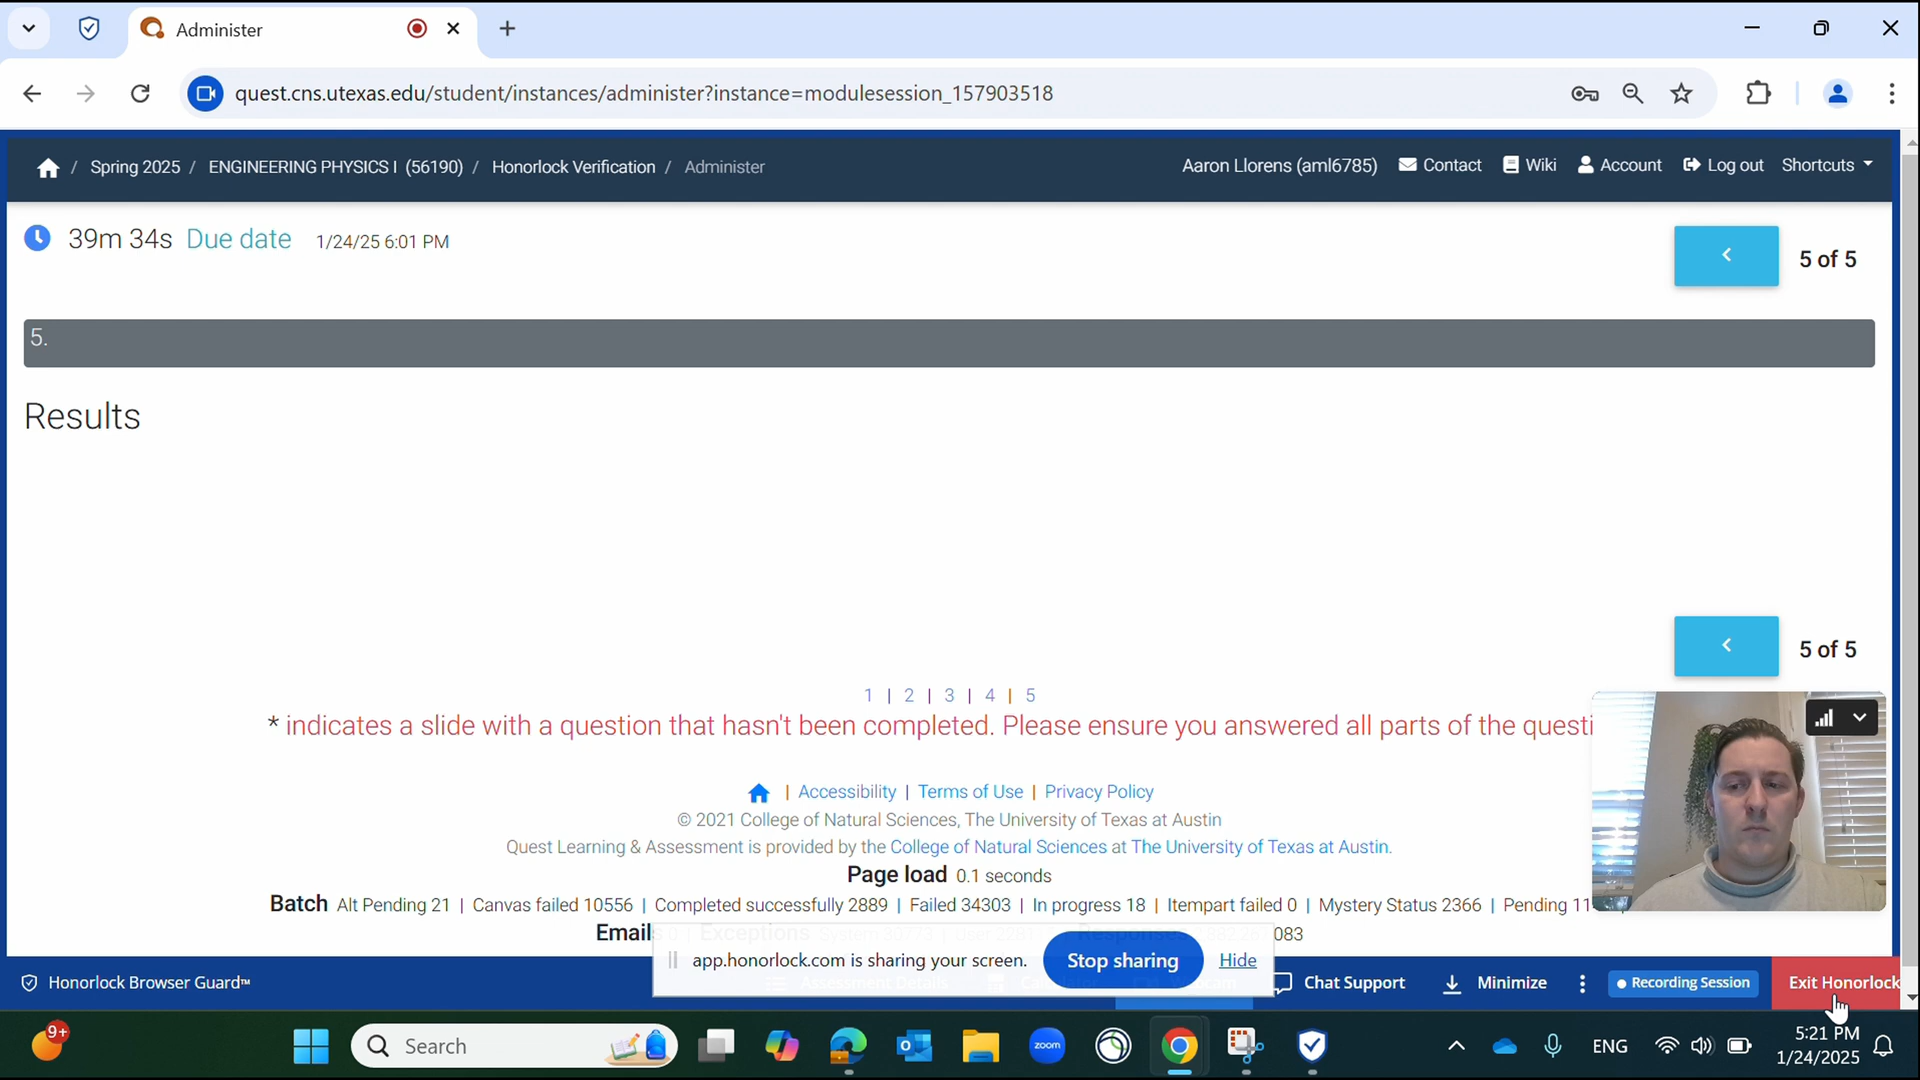 Administer
quest.cns.utexas.edu/student/instances/administer?instance=modulesession_157903518
/ Spring 2025 / ENGINEERING PHYSICS I (56190) / Honorlock Verification / Administer
Aaron Llorens (aml6785) Contact Wiki Account Log out Shortcuts
39m 34s Due date 1/24/25 6:01 PM
5 of 5
5.
Results
5 of 5
1 | 2 | 3 | 4 | 5
* indicates a slide with a question that hasn't been completed. Please ensure you answered all parts of the questi
| Accessibility | Terms of Use | Privacy Policy
© 2021 College of Natural Sciences, The University of Texas at Austin
Quest Learning & Assessment is provided by the College of Natural Sciences at The University of Texas at Austin.
Page load 0.1 seconds
Batch Alt Pending 21 | Canvas failed 10556 | Completed successfully 2889 | Failed 34303 | In progress 18 | Itempart failed 0 | Mystery Status 2366 | Pending 11
Emails Exceptions Responses 083
app.honorlock.com is sharing your screen. Stop sharing Hide
Honorlock Browser Guard™ Assessment Details Chat Support Minimize Recording Session Exit Honorlock
9+ Search zoom ENG 5:21 PM
1/24/2025